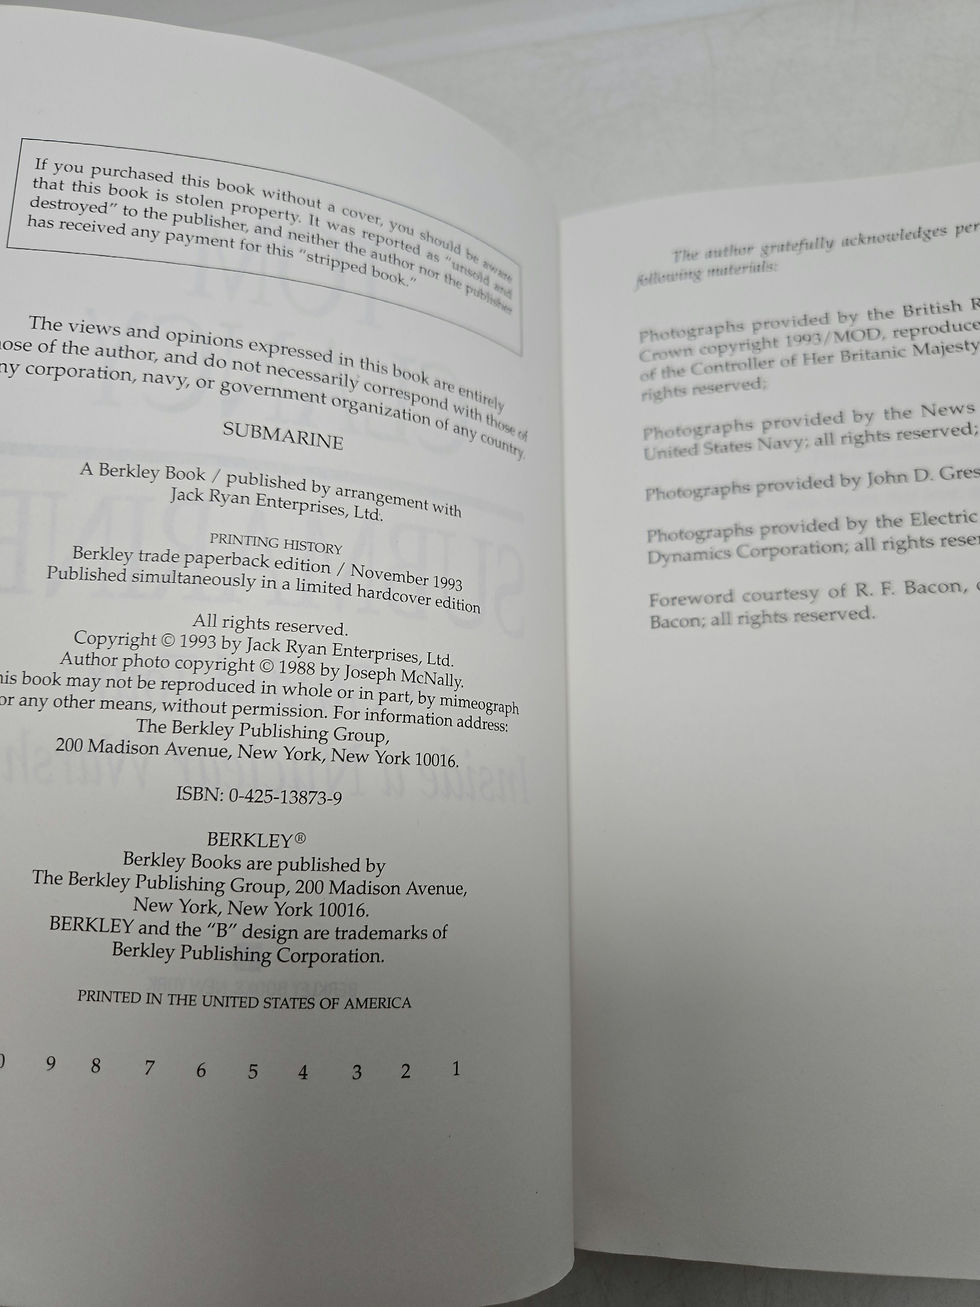 If you purchased this book without a cover, you should be aware
that this book is stolen property. It was reported as "unsold and
destroyed" to the publisher, and neither the author nor the publisher
has received any payment for this "stripped book."
The views and opinions expressed in this book are entirely
of the author, and do not necessarily correspond with those of
corporation, navy, or government organization of any country.
SUBMARINE
A Berkley Book / published by arrangement with
Jack Ryan Enterprises, Ltd.
PRINTING HISTORY
Berkley trade paperback edition / November 1993
Published simultaneously in a limited hardcover edition
All rights reserved.
Copyright © 1993 by Jack Ryan Enterprises, Ltd.
Author photo copyright © 1988 by Joseph McNally.
book may not be reproduced in whole or in part, by mimeograph
or any other means, without permission. For information address:
The Berkley Publishing Group,
200 Madison Avenue, New York, New York 10016.
ISBN: 0-425-13873-9
BERKLEY®
Berkley Books are published by
The Berkley Publishing Group, 200 Madison Avenue,
New York, New York 10016.
BERKLEY and the "B" design are trademarks of
Berkley Publishing Corporation.
PRINTED IN THE UNITED STATES OF AMERICA
9 8 7 6 5 4 3 2 1
The author gratefully acknowledges
following materials:
Photographs provided by the British
Crown copyright 1993/MOD,
of the Controller of Her Britanic Majesty
rights reserved;
Photographs provided by the News
United States Navy; all rights reserved;
Photographs provided by John D.
Photographs provided by the Electric
Dynamics Corporation; all rights
Foreword courtesy of R. F. Bacon,
Bacon; all rights reserved.